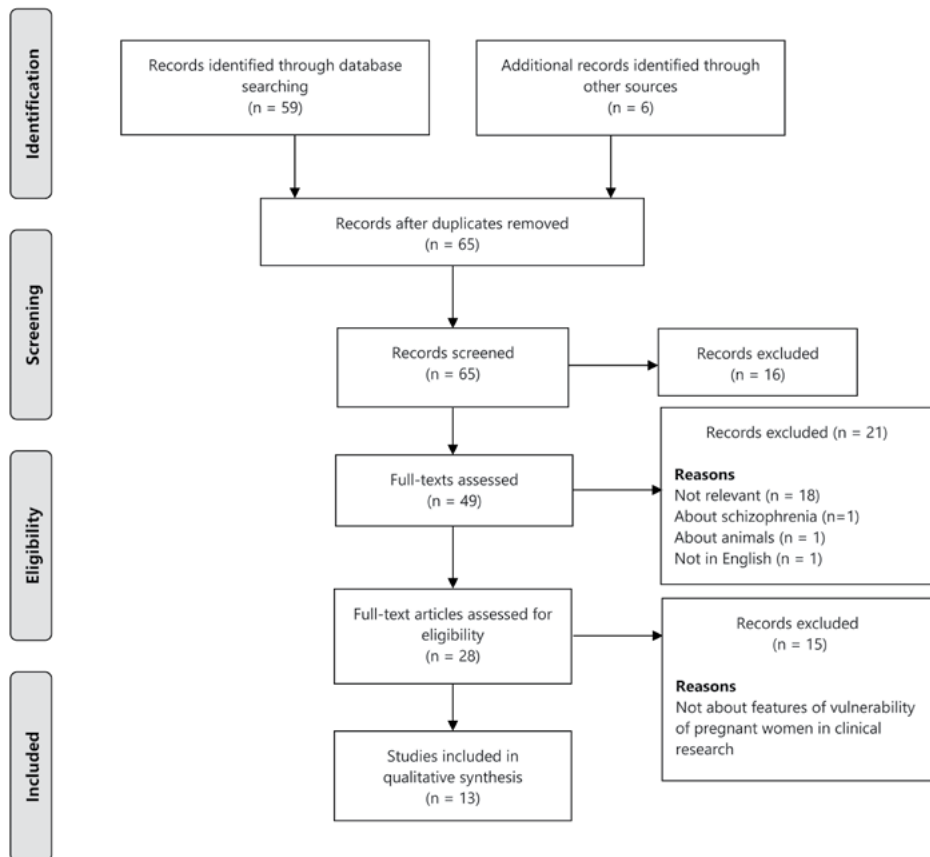 Identification
Records identified through database
searching
(n = 59)
Additional records identified through
other sources
(n = 6)
Records after duplicates removed
(n = 65)
Screening
Records screened
(n = 65)
Records excluded
(n = 16)
Eligibility
Full-texts assessed
(n = 49)
Records excluded (n = 21)
Reasons
Not relevant (n = 18)
About schizophrenia (n=1)
About animals (n = 1)
Not in English (n = 1)
Full-text articles assessed for
eligibility
(n = 28)
Records excluded
(n = 15)
Reasons
Not about features of vulnerability
of pregnant women in clinical
research
Included
Studies included in
qualitative synthesis
(n = 13)